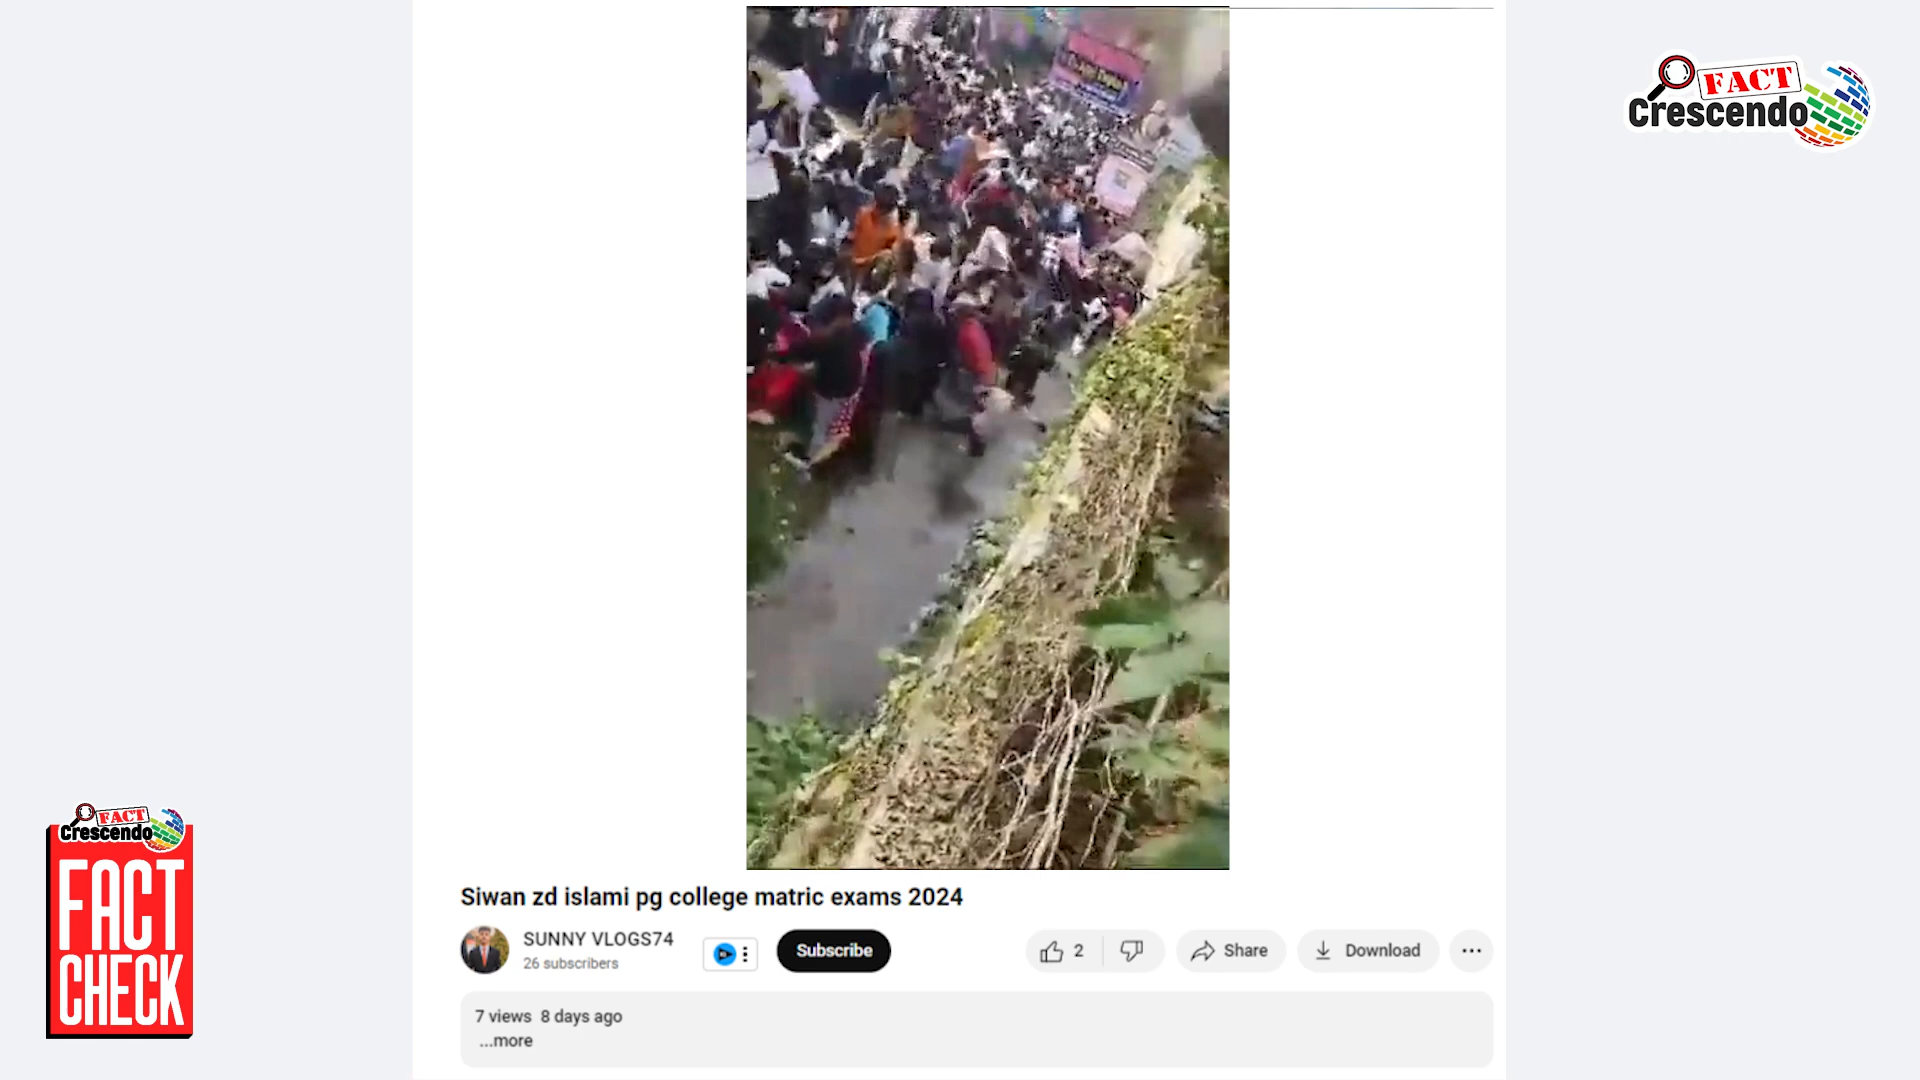 FACT
Crescendo
Siwan zd islami pg college matric exams 2024
SUNNY VLOGS74
26 subscribers
Subscribe
2
Share
Download
7 views 8 days ago
...more
FACT
Crescendo
FACT
CHECK